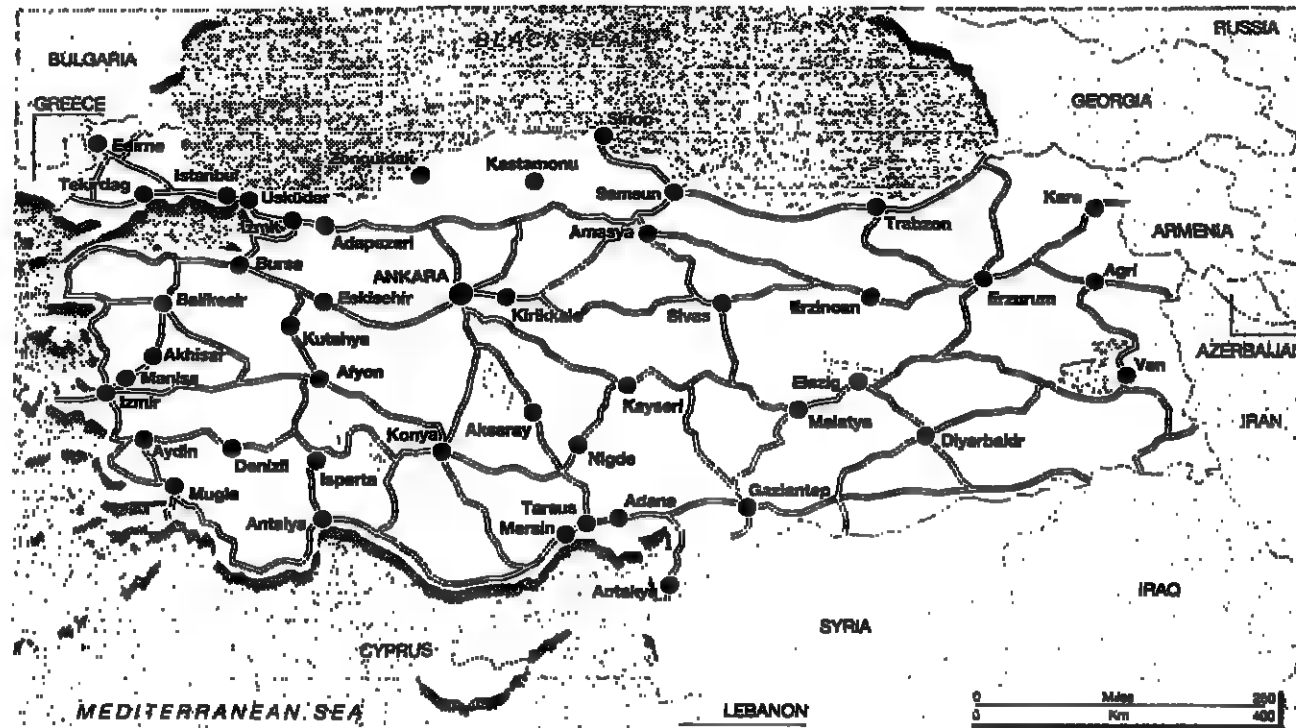 BLACK SEA
RUSSIA
BULGARIA
GEORGIA
GREECE
Edirne
Sinop
Zonguldak
Kastamonu
Istanbul
Tekirdag
Uskudar
Samsun
Kars
Izmit
Adapazari
Amasya
Trabzon
ARMENIA
Bursa
ANKARA
Agri
Balikesir
Eskisehir
Kirikkale
Sivas
Erzincan
Erzurum
Kutahya
AZERBAIJAN
Akhisar
Manisa
Afyon
Elazig
Van
Izmir
Kayseri
Malatya
IRAN
Aydin
Denizli
Konya
Aksaray
Nigde
Diyarbakir
Isparta
Mugla
Gaziantep
Antalya
Tarsus
Adana
Mersin
Antakya
IRAQ
SYRIA
CYPRUS
MEDITERRANEAN SEA
LEBANON
0 Miles 250
0 Km 400